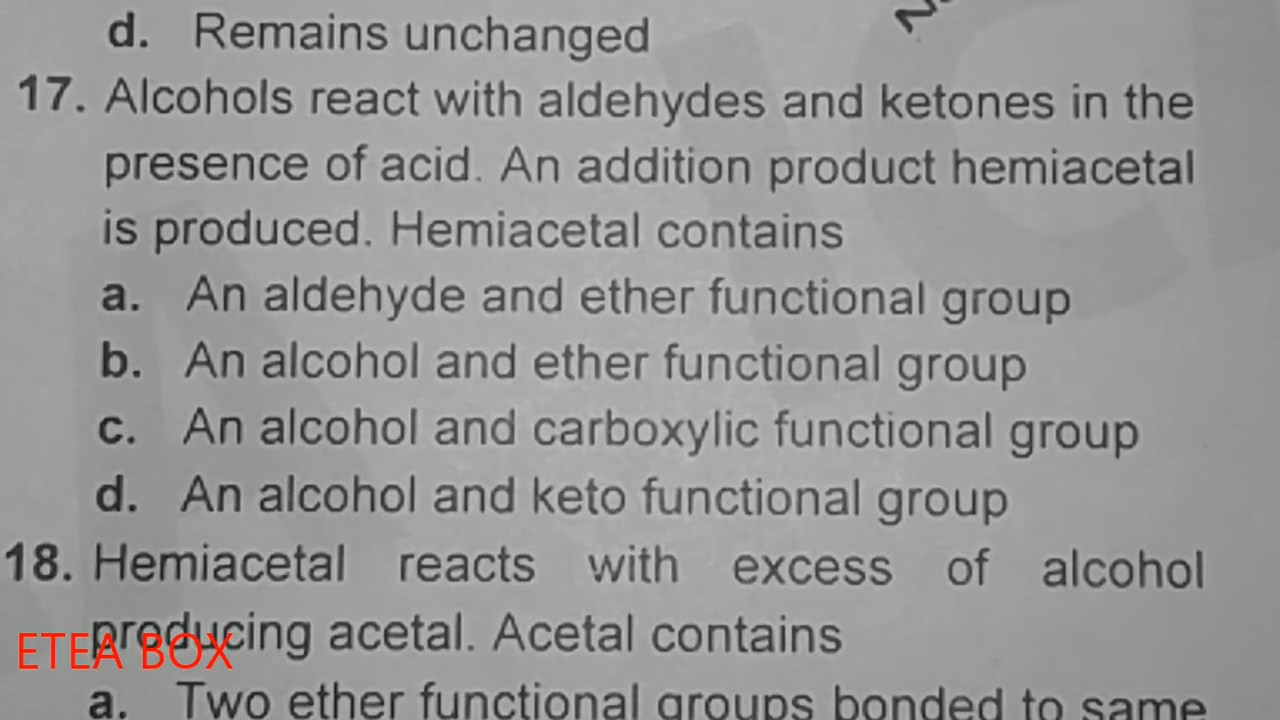 d. Remains unchanged
17. Alcohols react with aldehydes and ketones in the
presence of acid. An addition product hemiacetal
is produced. Hemiacetal contains
a. An aldehyde and ether functional group
b. An alcohol and ether functional group
c. An alcohol and carboxylic functional group
d. An alcohol and keto functional group
18. Hemiacetal reacts with excess of alcohol
producing acetal. Acetal contains
ETEA BOX
a. Two ether functional groups bonded to same